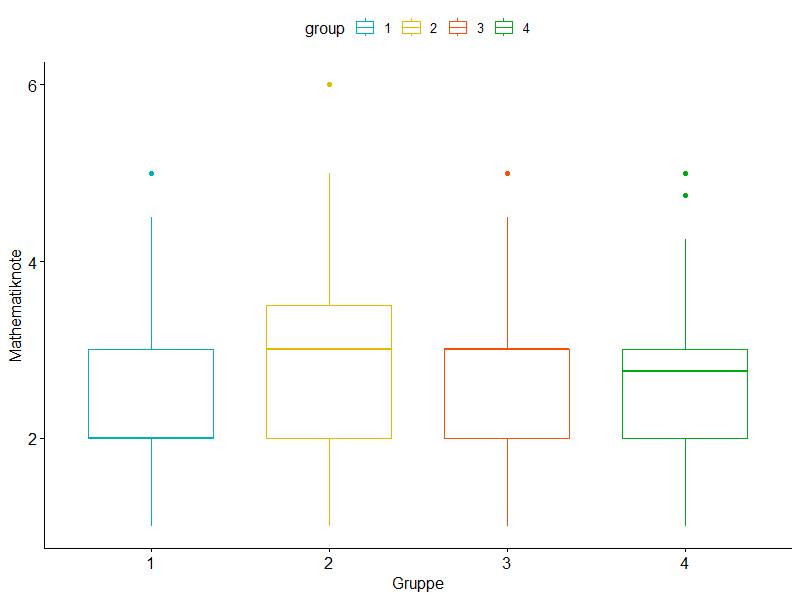 group 1 2 3 4
6
4
2
Mathematiknote
1 2 3 4
Gruppe